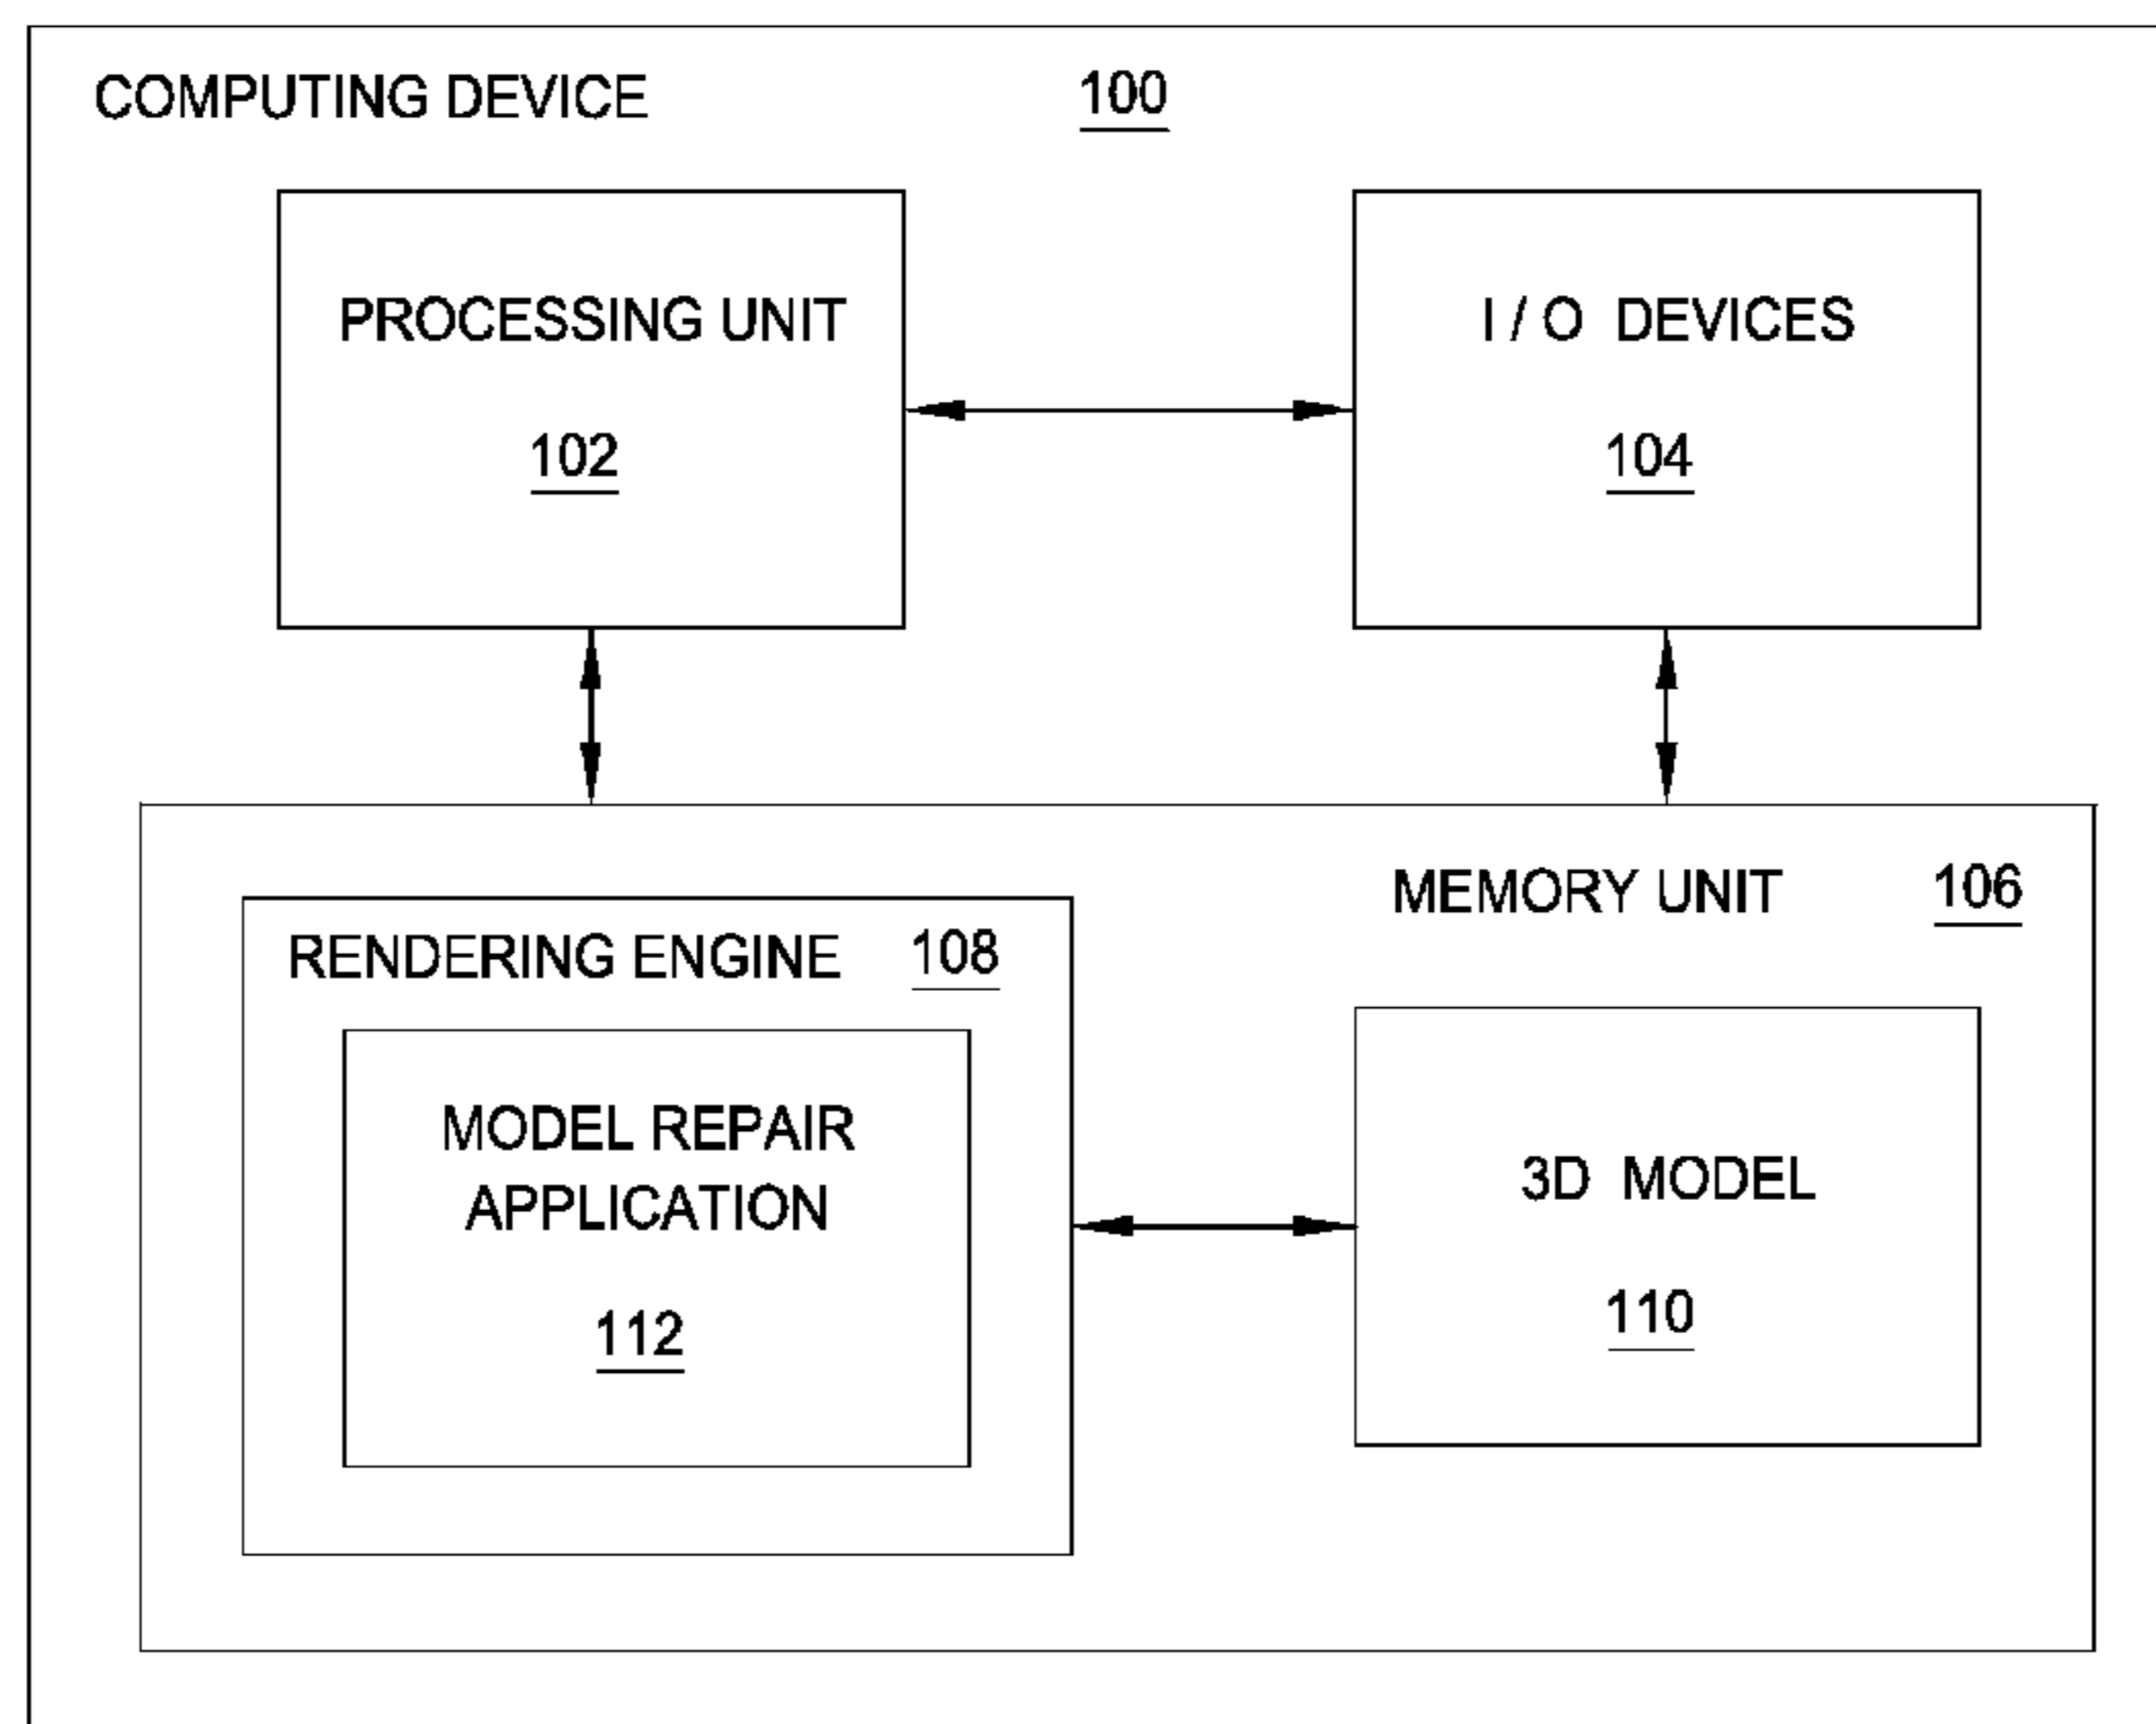 COMPUTING DEVICE 100
PROCESSING UNIT
102
I / O DEVICES
104
MEMORY UNIT 106
RENDERING ENGINE 108
MODEL REPAIR
APPLICATION
112
3D MODEL
110